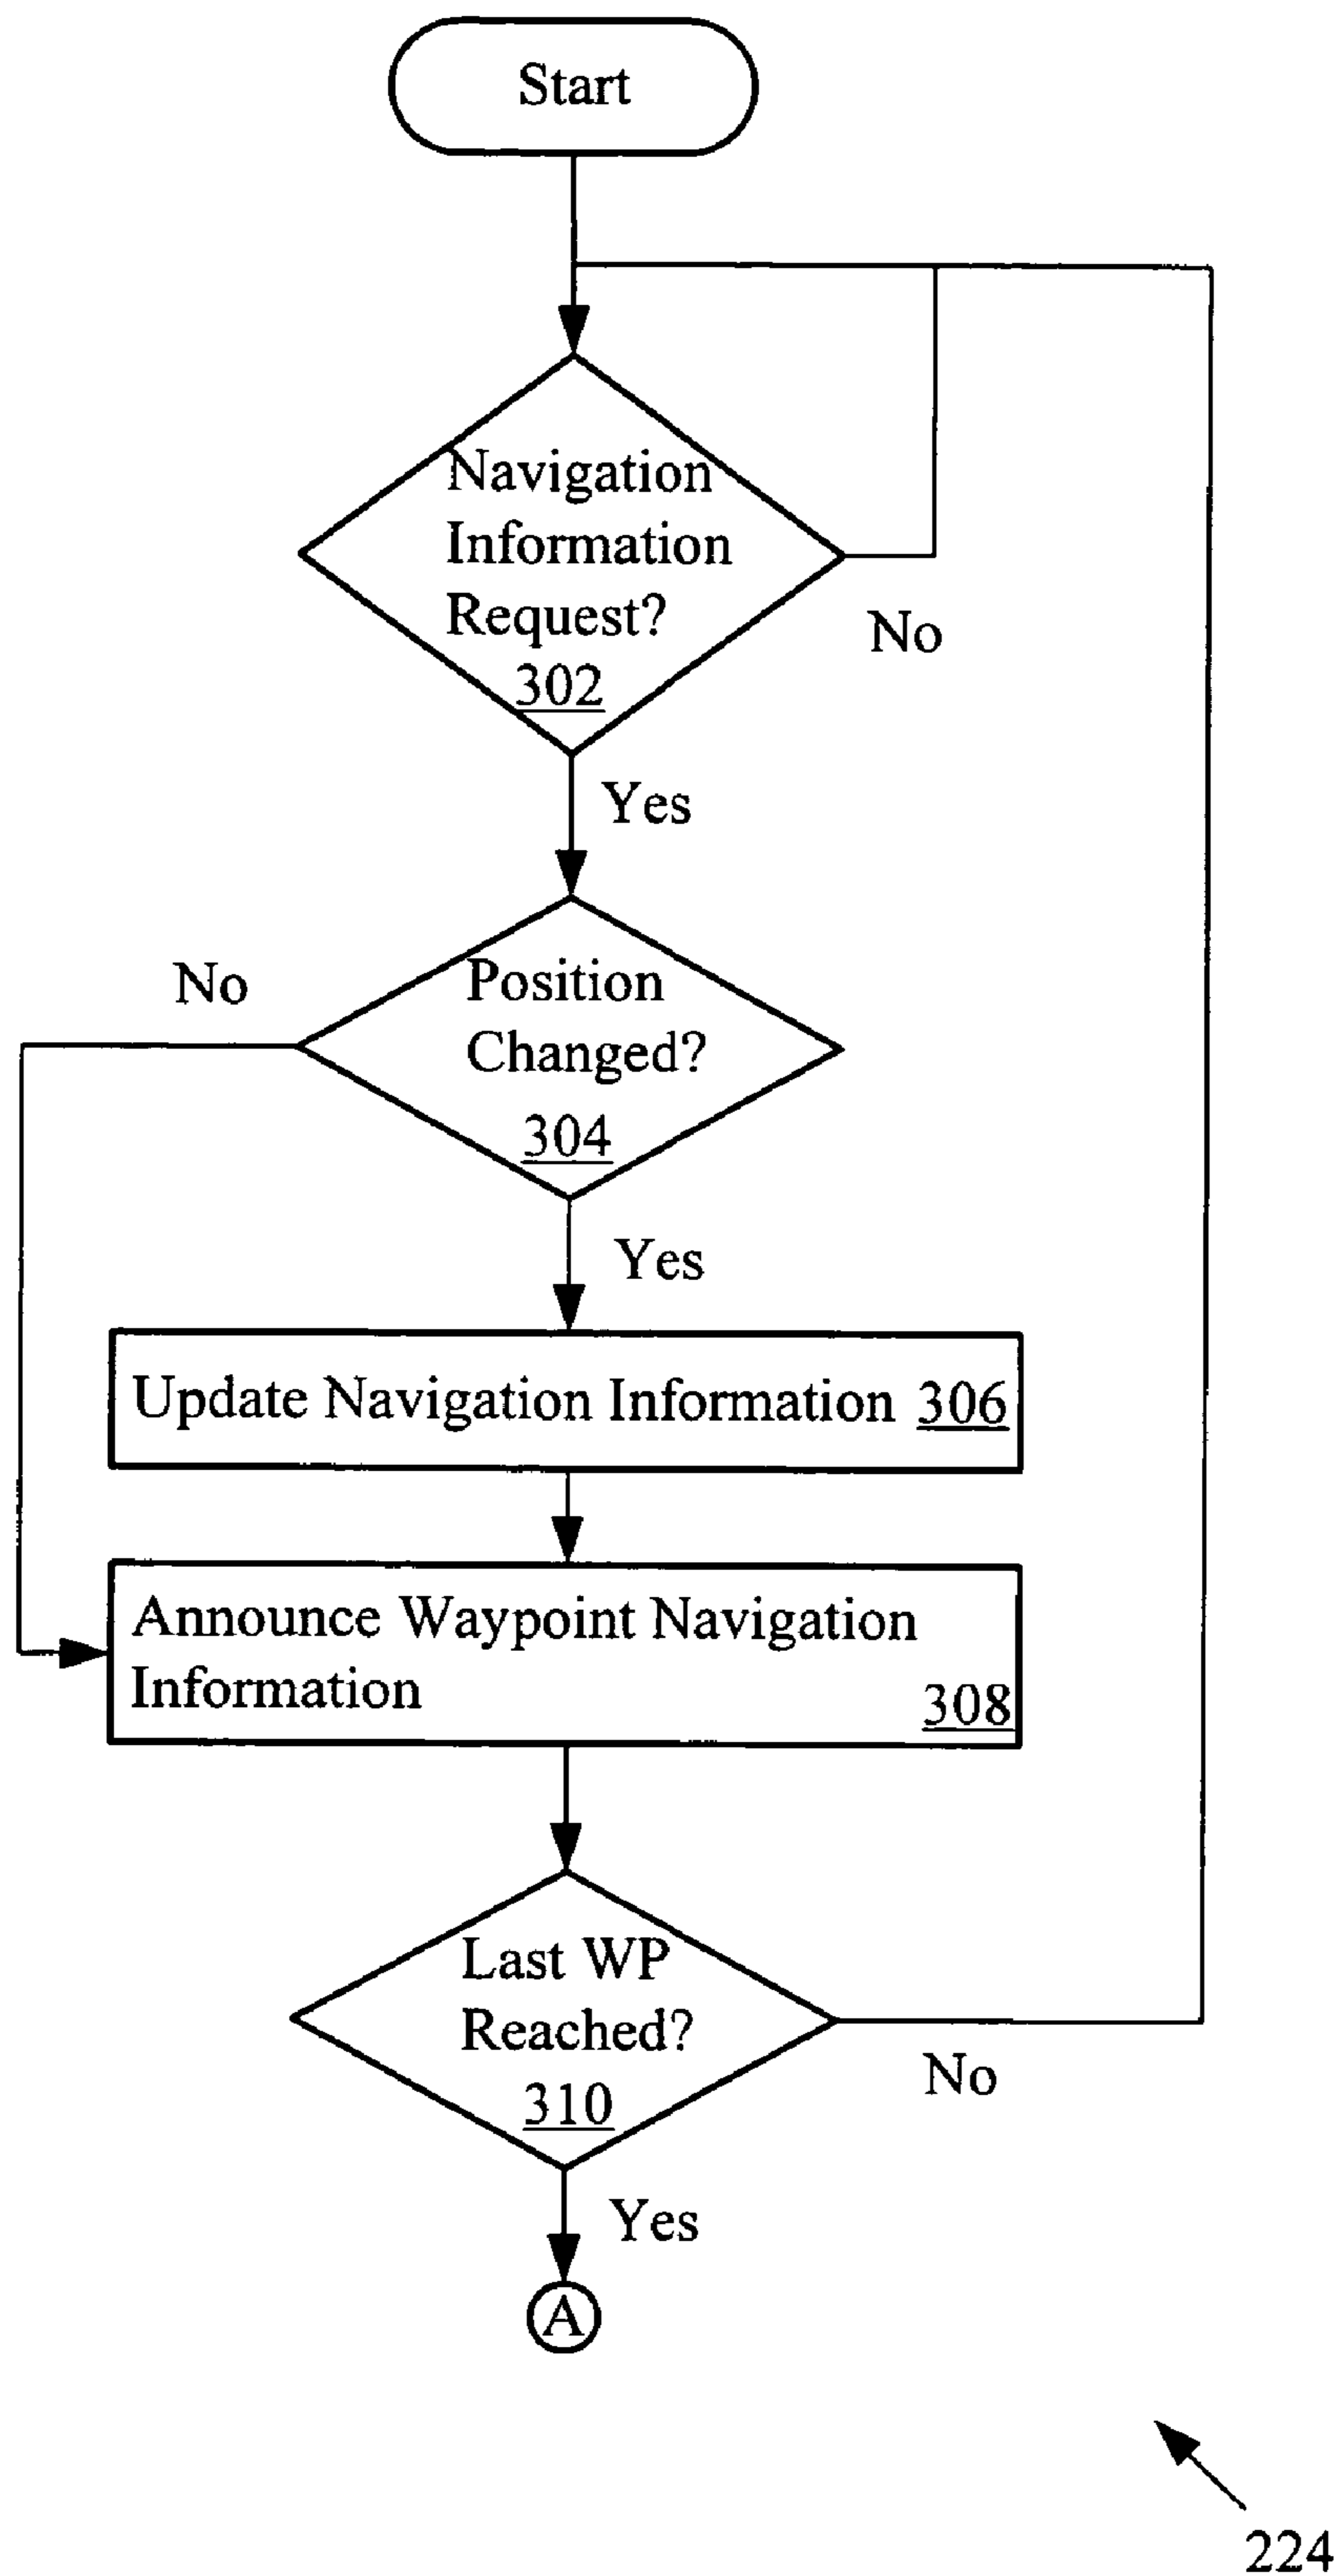 Start
Navigation
Information
Request?
302
No
Yes
No
Position
Changed?
304
Yes
Update Navigation Information 306
Announce Waypoint Navigation
Information 308
Last WP
Reached?
310
No
Yes
A
224